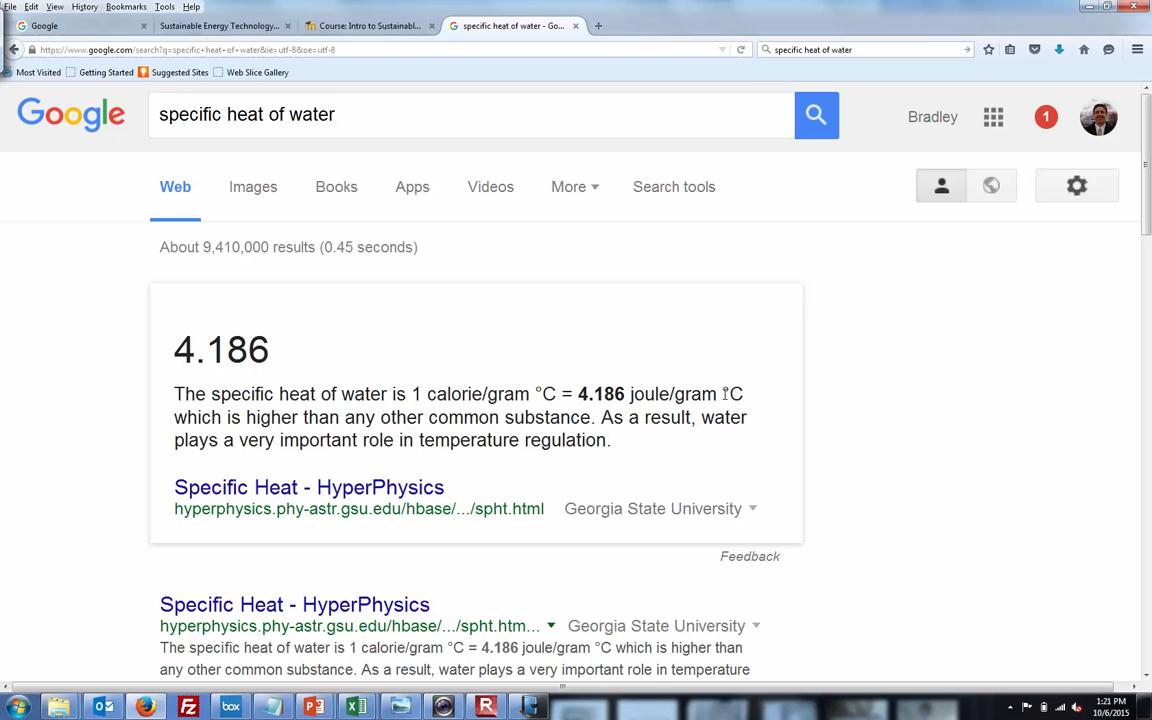 File Edit View History Bookmarks Tools Help
Google Sustainable Energy Technology... Course: Intro to Sustainabl... specific heat of water - Go...
https://www.google.com/search?q=specific+heat+of+water&ie=utf-8&oe=utf-8 specific heat of water
Most Visited Getting Started Suggested Sites Web Slice Gallery
Google specific heat of water Bradley 1
Web Images Books Apps Videos More Search tools
About 9,410,000 results (0.45 seconds)
4.186
The specific heat of water is 1 calorie/gram °C = 4.186 joule/gram °C
which is higher than any other common substance. As a result, water
plays a very important role in temperature regulation.
Specific Heat - HyperPhysics
hyperphysics.phy-astr.gsu.edu/hbase/.../spht.html Georgia State University
Feedback
Specific Heat - HyperPhysics
hyperphysics.phy-astr.gsu.edu/hbase/.../spht.htm... Georgia State University
The specific heat of water is 1 calorie/gram °C = 4.186 joule/gram °C which is higher than
any other common substance. As a result, water plays a very important role in temperature
box
1:21 PM
10/6/2015